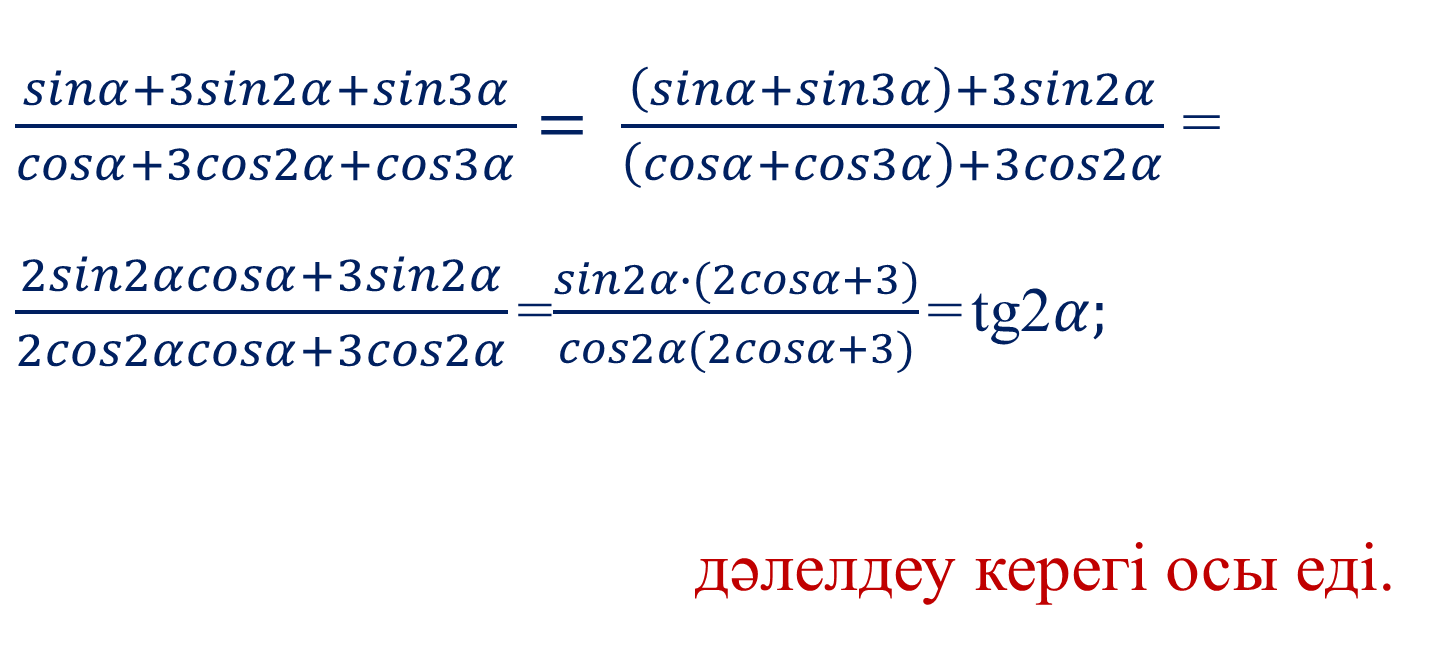 (sinα+3sin2α+sin3α)/(cosα+3cos2α+cos3α) = ((sinα+sin3α)+3sin2α)/((cosα+cos3α)+3cos2α) =
(2sin2αcosα+3sin2α)/(2cos2αcosα+3cos2α) = (sin2α·(2cosα+3))/(cos2α(2cosα+3)) = tg2α;
дәлелдеу керегі осы еді.